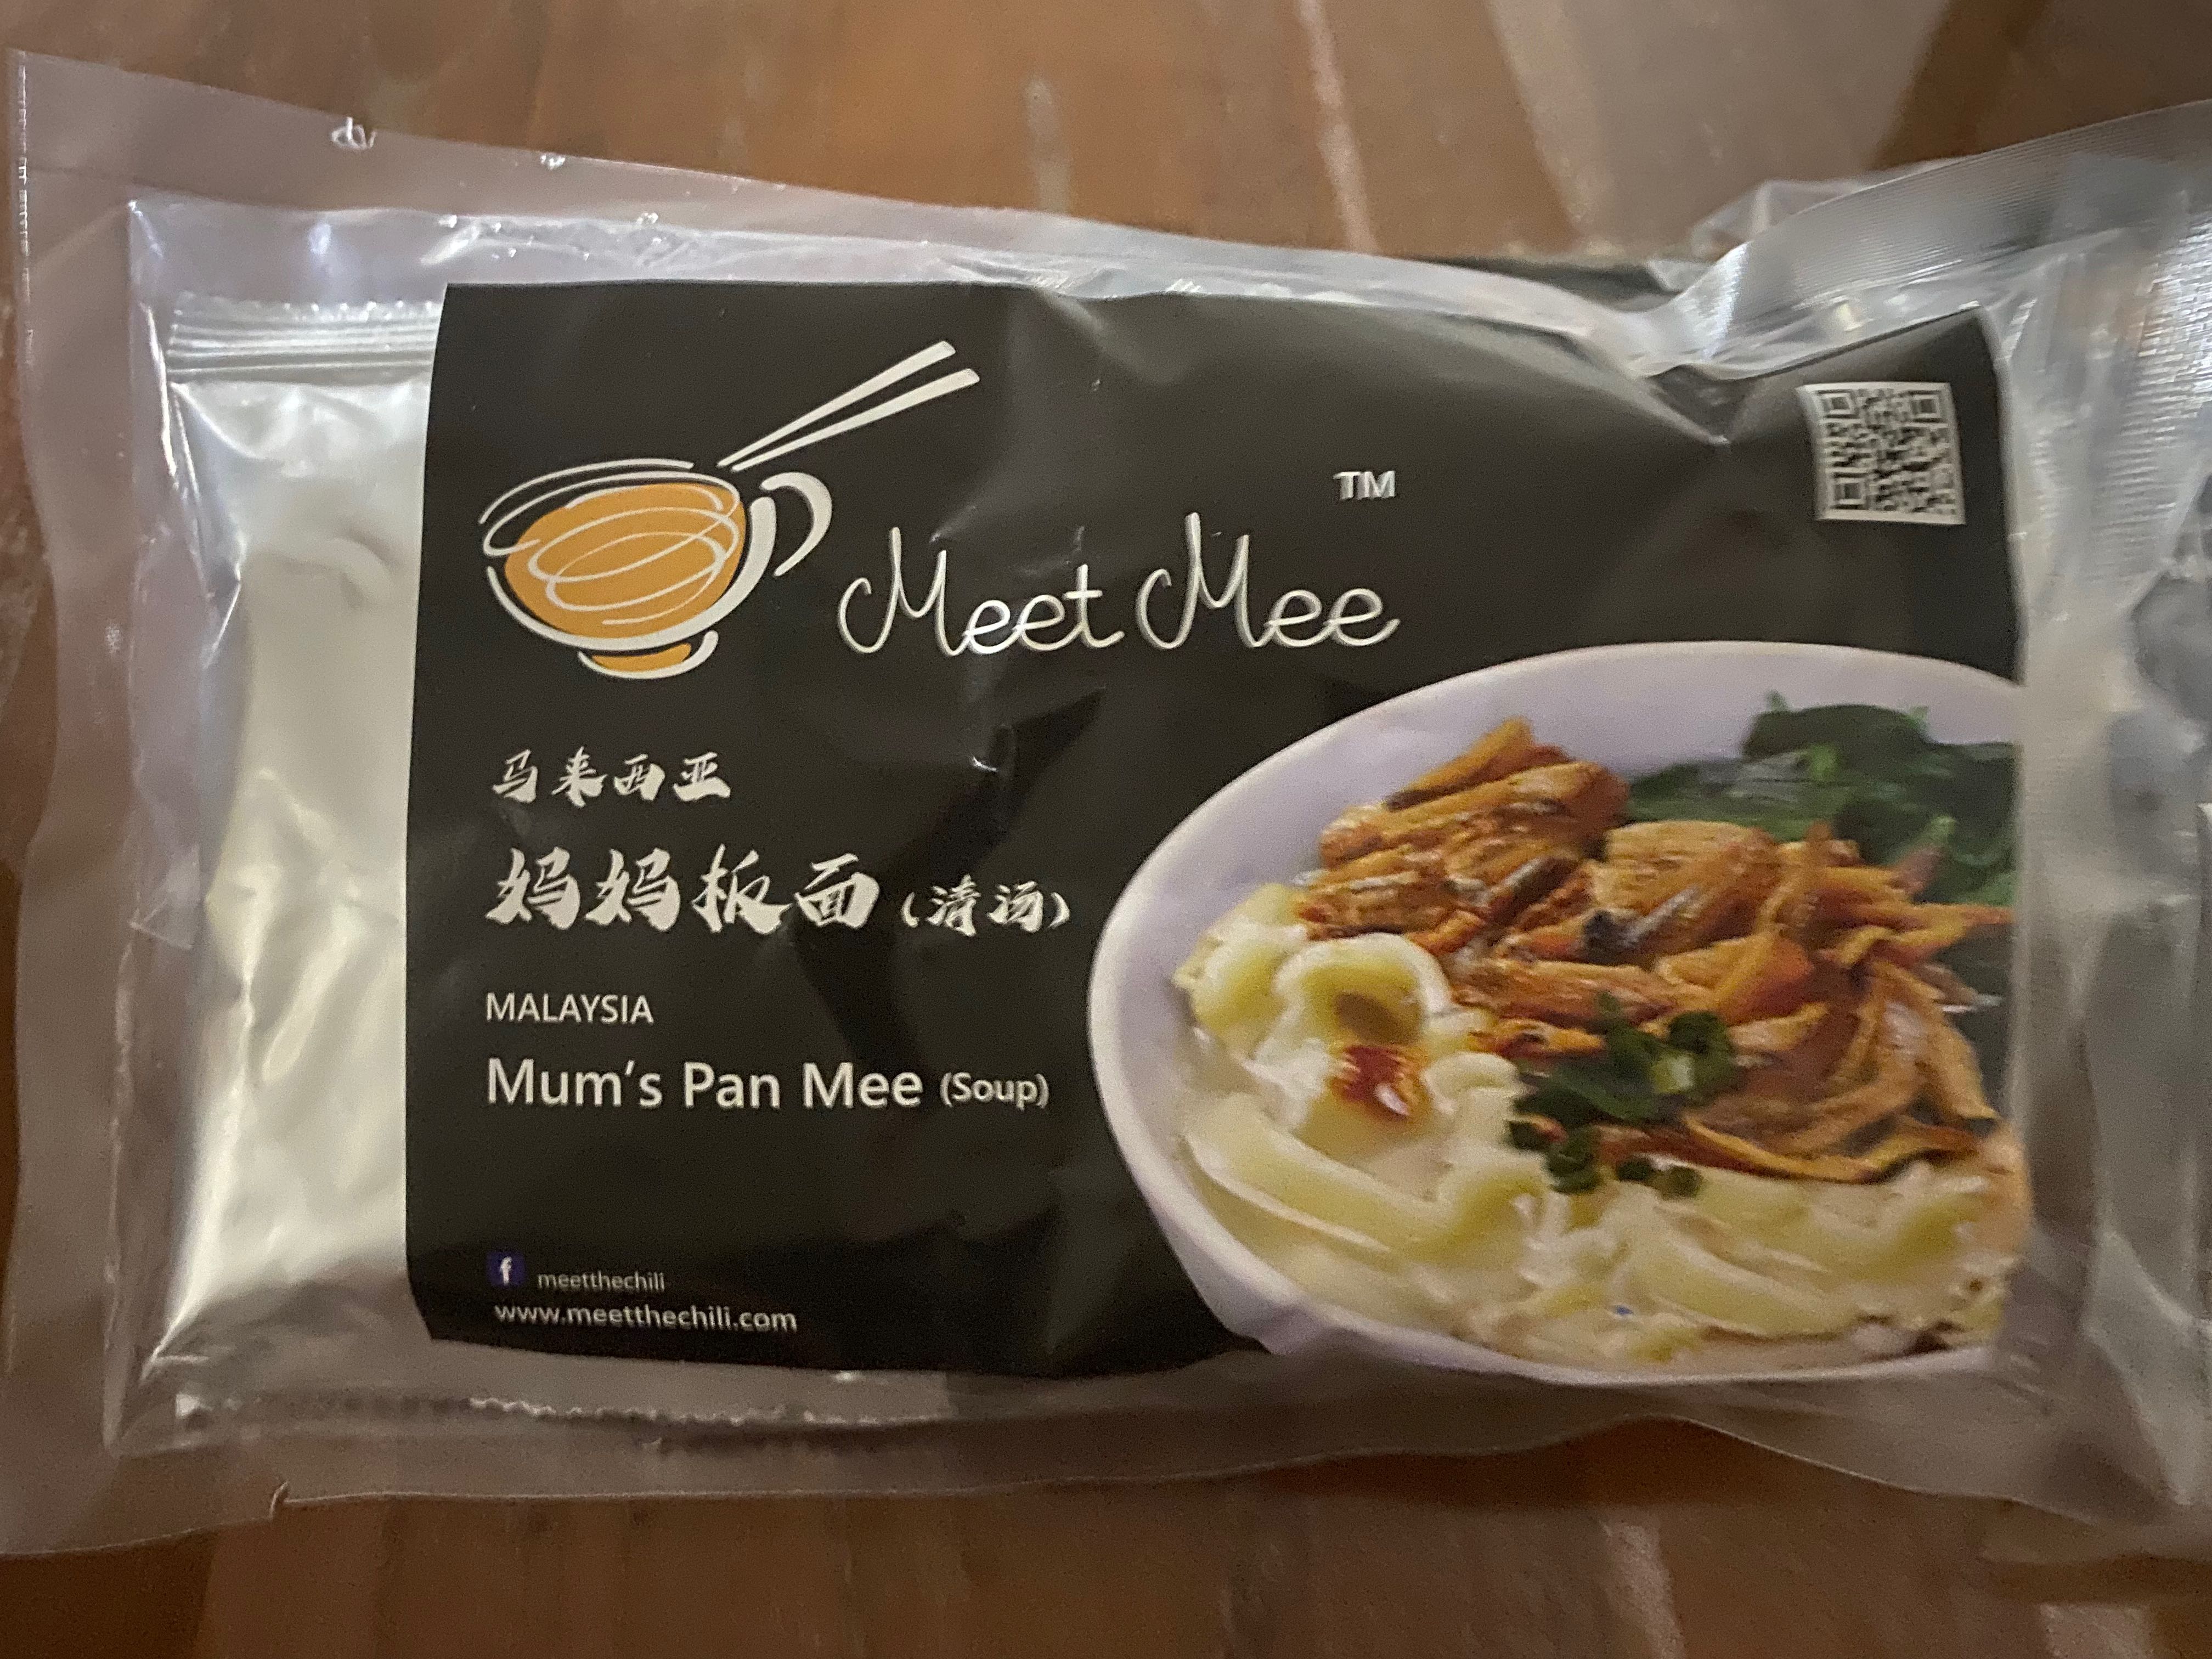 Meet Mee TM
马来西亚
妈妈板面 (清汤)
MALAYSIA
Mum's Pan Mee (Soup)
f meetthechili
www.meetthechili.com